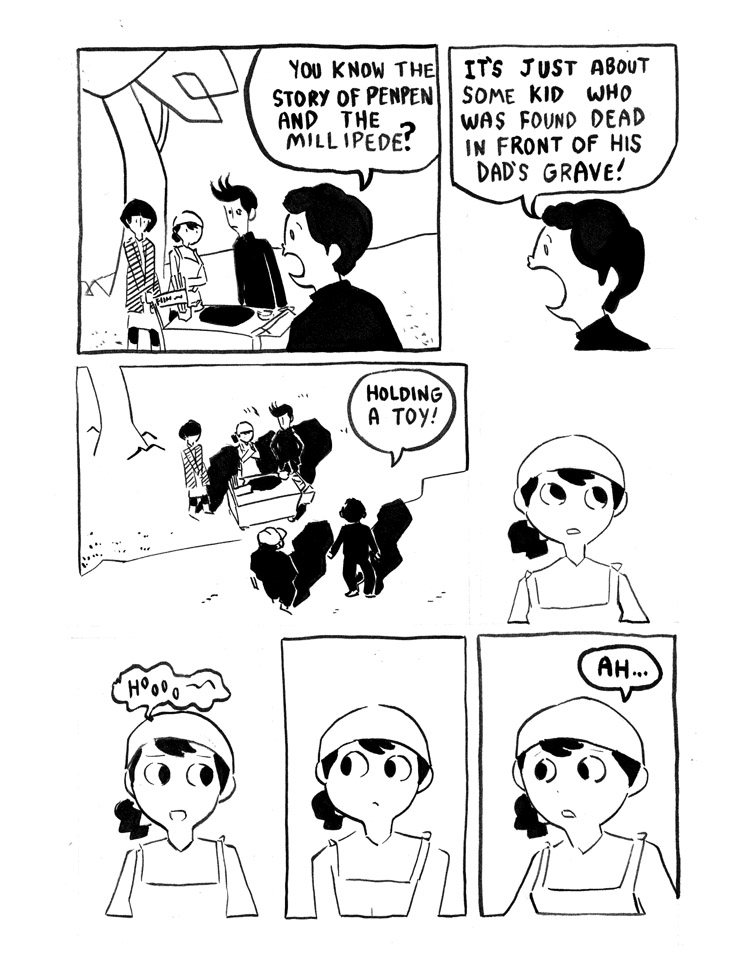 YOU KNOW THE
STORY OF PENPEN
AND THE
MILLIPEDE?
IT'S JUST ABOUT
SOME KID WHO
WAS FOUND DEAD
IN FRONT OF HIS
DAD'S GRAVE!
HOLDING
A TOY!
HOOOO
AH...